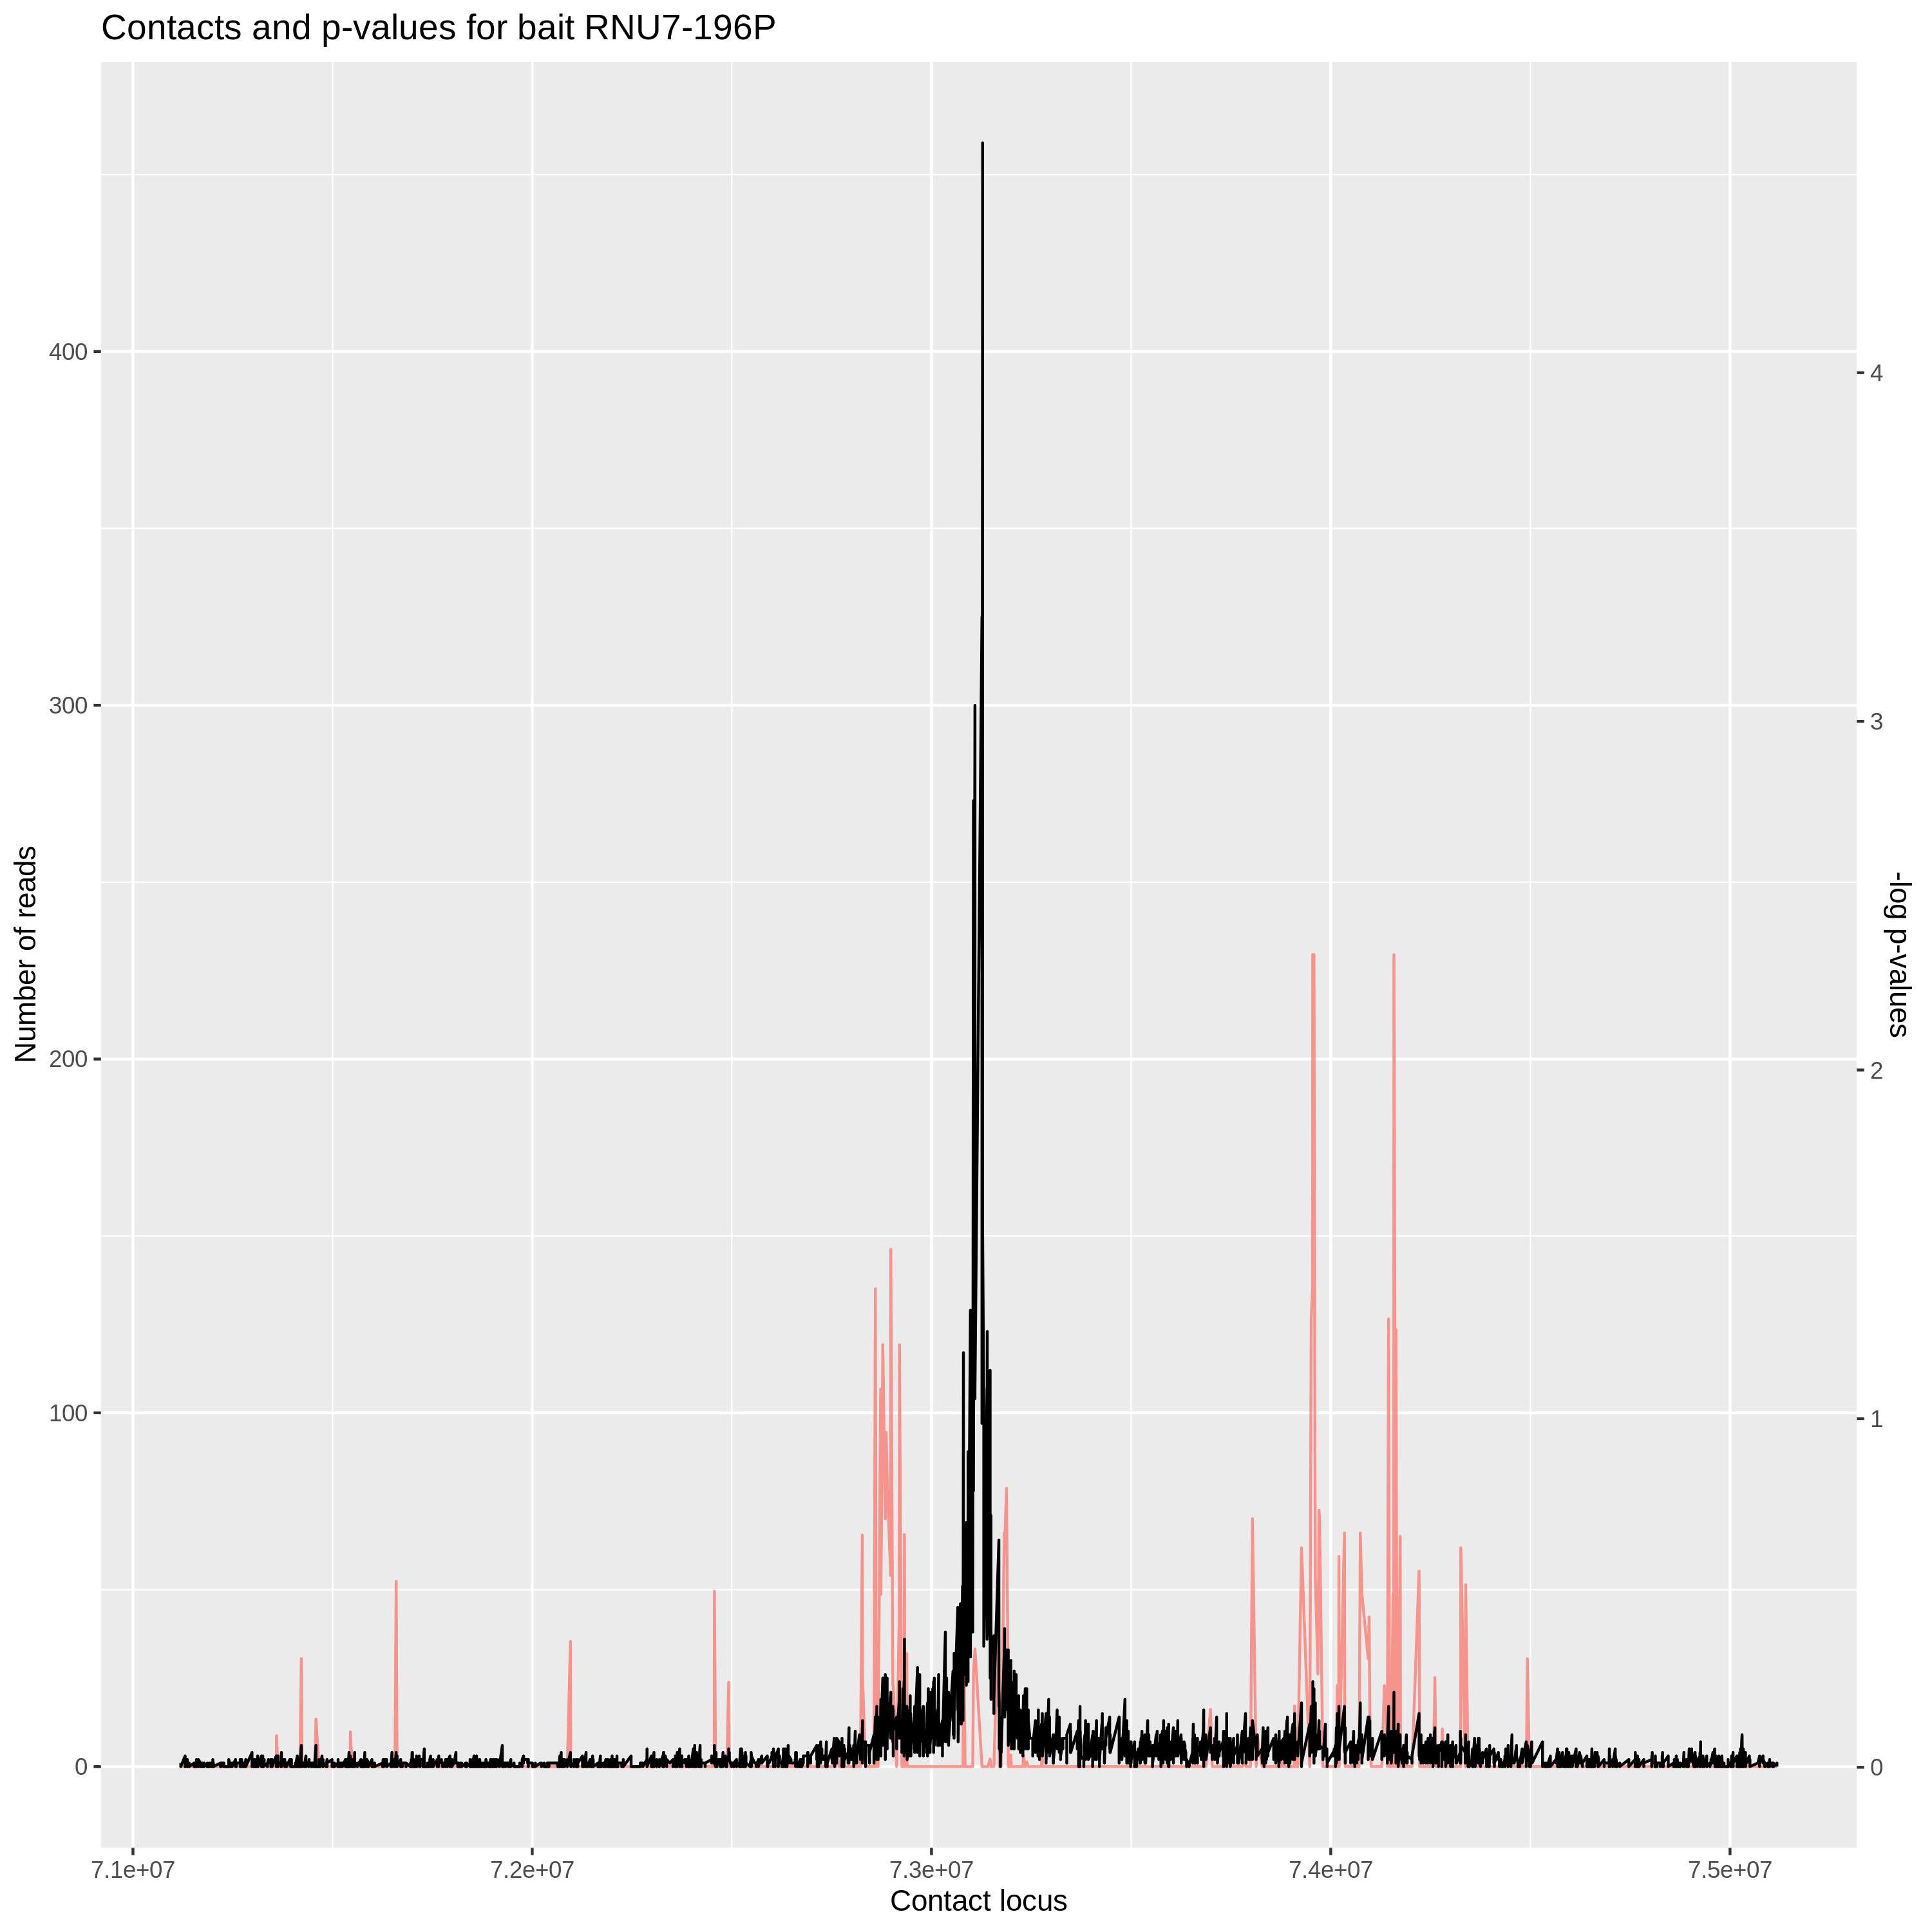 Contacts and p-values for bait RNU7-196P
400
300
200
100
0
4
3
2
1
0
Number of reads
-log p-values
7.1e+07 7.2e+07 7.3e+07 7.4e+07 7.5e+07
Contact locus